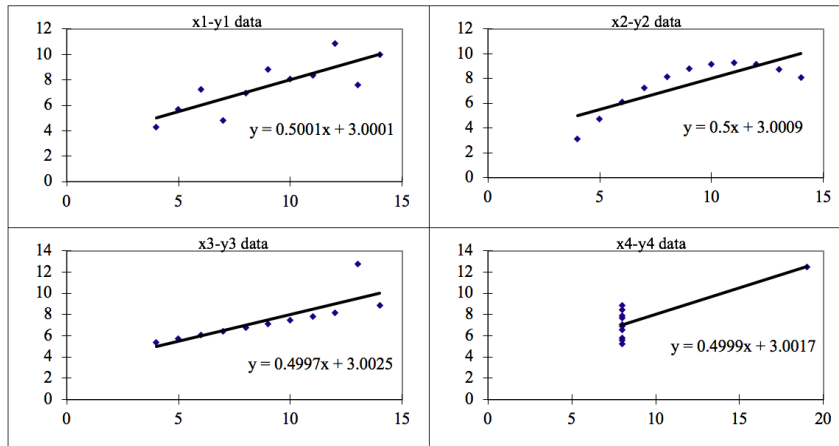 x1-y1 data
12
10
8
6
4
2
0
y = 0.5001x + 3.0001
0 5 10 15
x2-y2 data
12
10
8
6
4
2
0
y = 0.5x + 3.0009
0 5 10 15
x3-y3 data
14
12
10
8
6
4
2
0
y = 0.4997x + 3.0025
0 5 10 15
x4-y4 data
14
12
10
8
6
4
2
0
y = 0.4999x + 3.0017
0 5 10 15 20